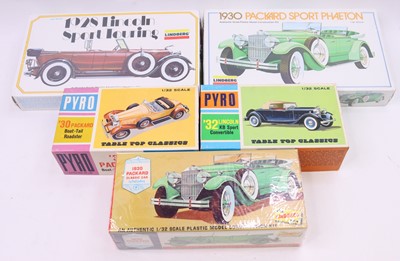 1928 Lincoln
Sport Touring
LINDBERG
1930 PACKARD SPORT PHAETON
LINDBERG
PYRO
1/32 SCALE
'30 PACKARD
Boat-Tail
Roadster
TABLE TOP CLASSICS
PYRO
1/32 SCALE
'32 LINCOLN
KB Sport
Convertible
TABLE TOP CLASSICS
1930
PACKARD
AN AUTHENTIC 1/32 SCALE PLASTIC MODEL